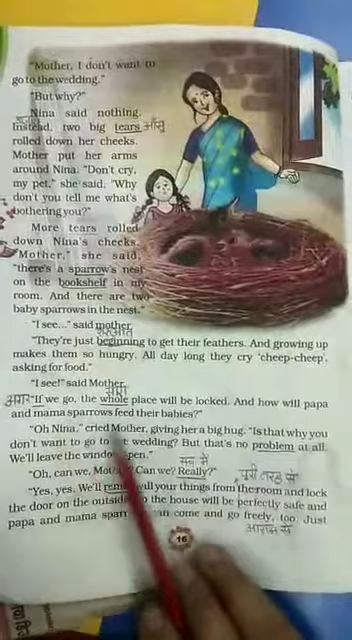 "Mother, I don't want to
go to the wedding."
"But why?"
Nina said nothing.
Instead, two big tears आँसु
rolled down her cheeks.
Mother put her arms
around Nina. "Don't cry,
my pet," she said. "Why
don't you tell me what's
bothering you?"
More tears rolled
down Nina's cheeks.
"Mother," she said,
"there's a sparrow's nest
on the bookshelf in my
room. And there are two
baby sparrows in the nest."
"I see..." said mother.
शुरुआत
"They're just beginning to get their feathers. And growing up
makes them so hungry. All day long they cry 'cheep-cheep',
asking for food."
"I see!" said Mother.
अगर "If we go, the whole place will be locked. And how will papa
and mama sparrows feed their babies?"
"Oh Nina," cried Mother, giving her a big hug. "Is that why you
don't want to go to wedding? But that's no problem at all.
We'll leave the window open."
सच में
"Oh, can we, Can we? Really?" पूरी तरह से
"Yes, yes. We'll your things from the room and lock
the door on the outside the house will be perfectly safe and
papa and mama come and go freely, too. Just
आराम से
16